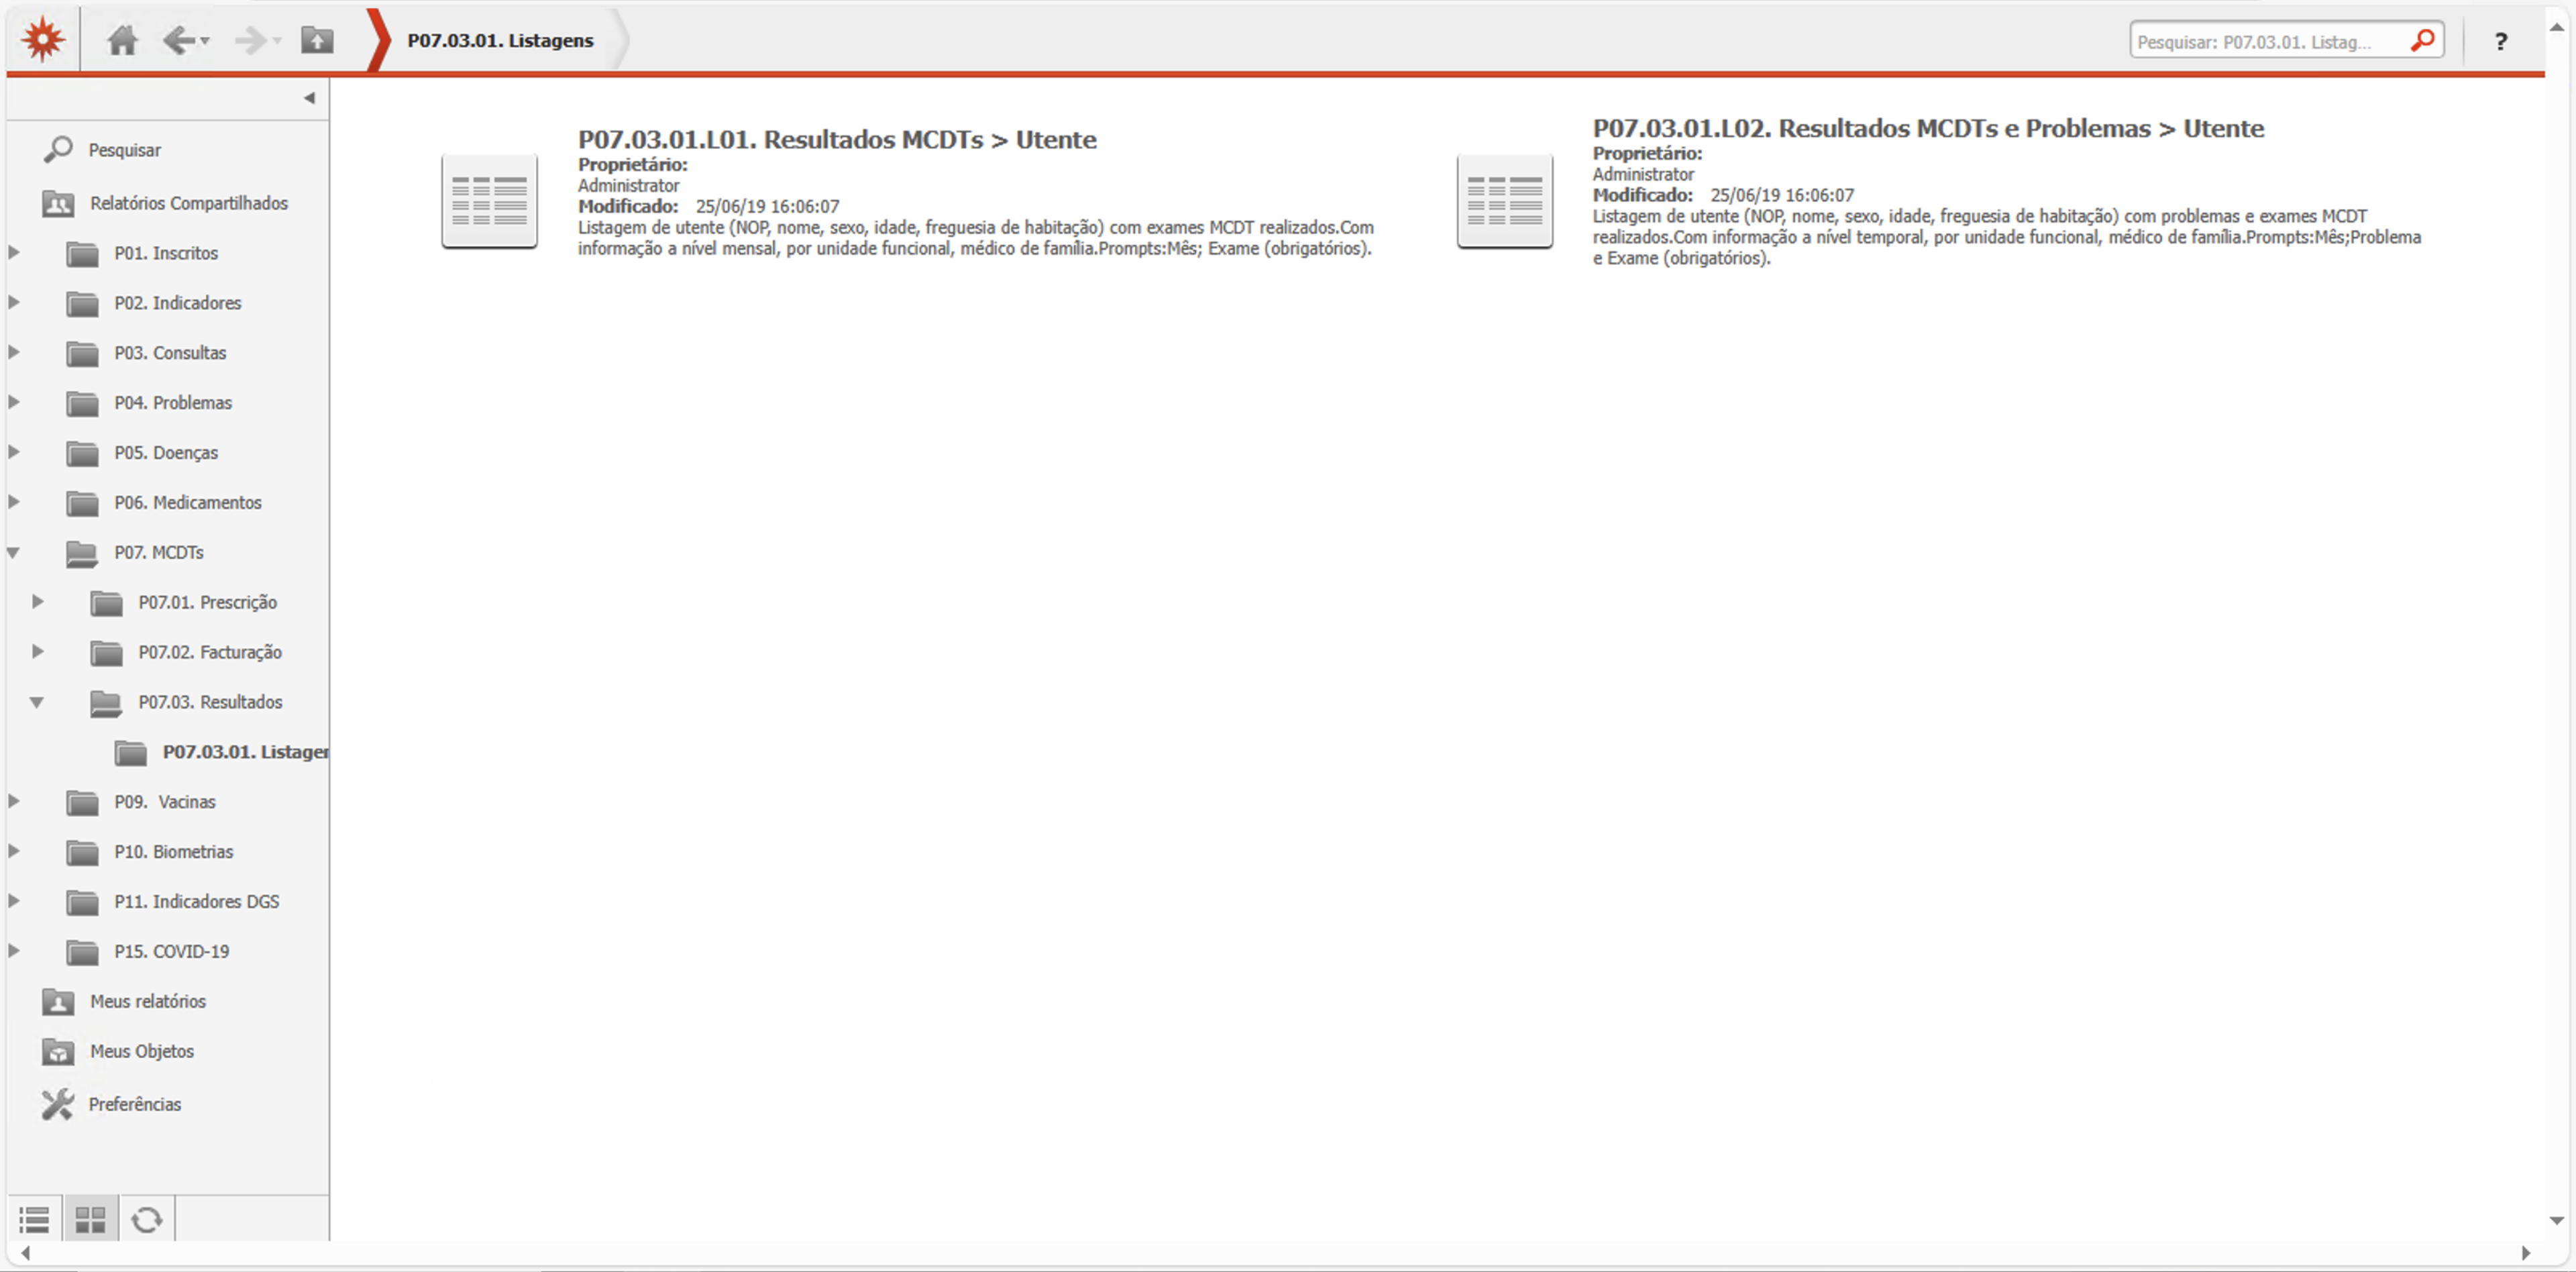 P07.03.01. Listagens
Pesquisar: P07.03.01. Listag...
?
Pesquisar
Relatórios Compartilhados
P01. Inscritos
P02. Indicadores
P03. Consultas
P04. Problemas
P05. Doenças
P06. Medicamentos
P07. MCDTs
P07.01. Prescrição
P07.02. Facturação
P07.03. Resultados
P07.03.01. Listagen
P09.  Vacinas
P10. Biometrias
P11. Indicadores DGS
P15. COVID-19
Meus relatórios
Meus Objetos
Preferências
P07.03.01.L01. Resultados MCDTs > Utente
Proprietário:
Administrator
Modificado: 25/06/19 16:06:07
Listagem de utente (NOP, nome, sexo, idade, freguesia de habitação) com exames MCDT realizados.Com
informação a nível mensal, por unidade funcional, médico de família.Prompts:Mês; Exame (obrigatórios).
P07.03.01.L02. Resultados MCDTs e Problemas > Utente
Proprietário:
Administrator
Modificado: 25/06/19 16:06:07
Listagem de utente (NOP, nome, sexo, idade, freguesia de habitação) com problemas e exames MCDT
realizados.Com informação a nível temporal, por unidade funcional, médico de família.Prompts:Mês;Problema
e Exame (obrigatórios).